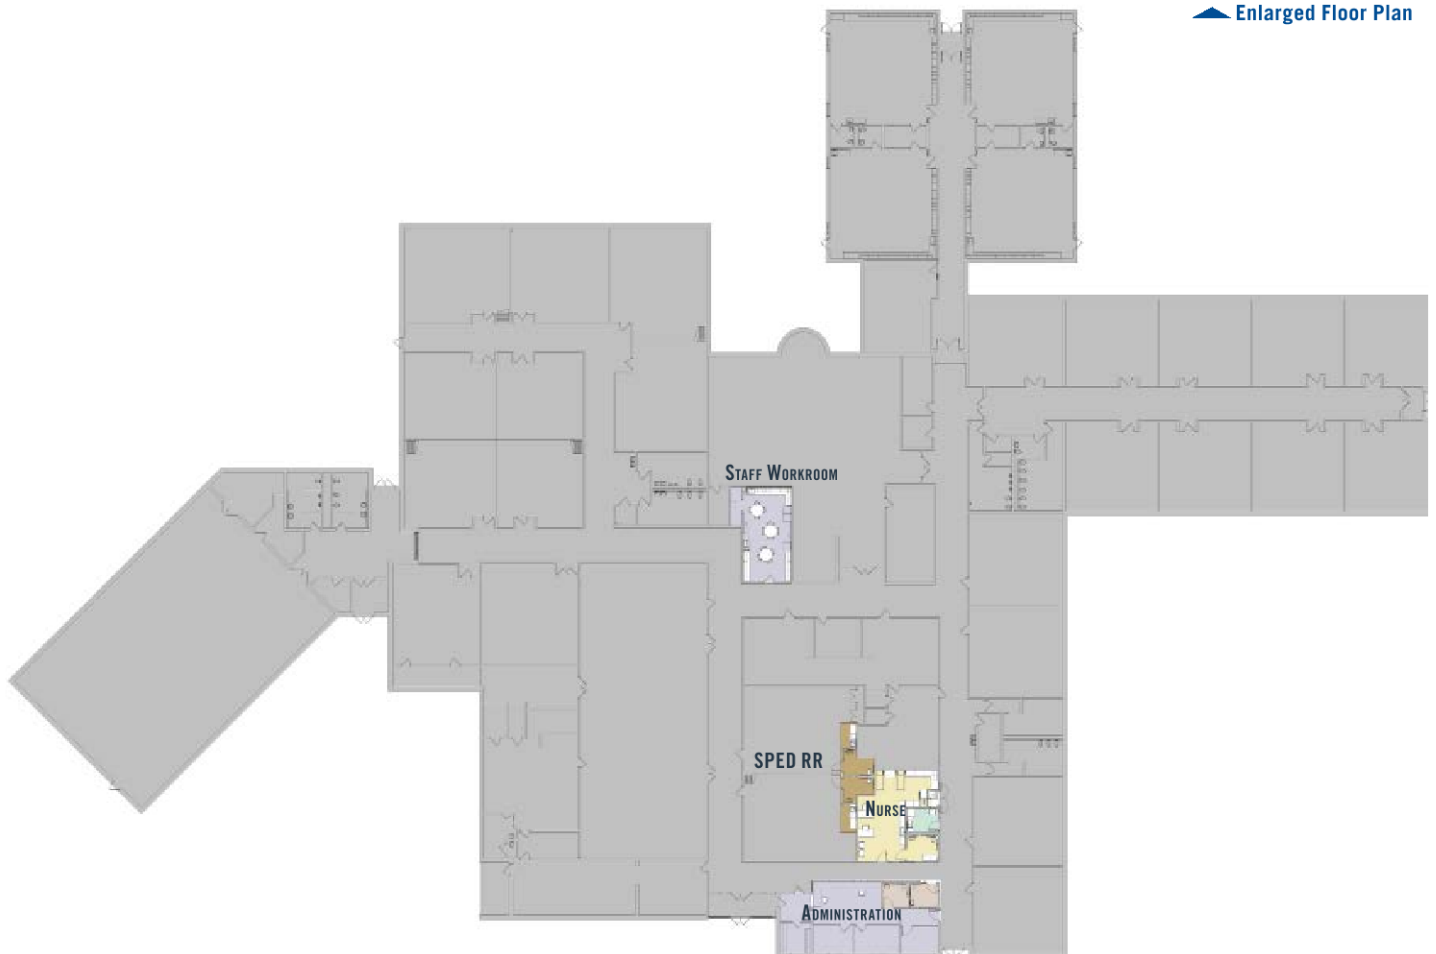 Enlarged Floor Plan
Staff Workroom
SPED RR
Nurse
Administration